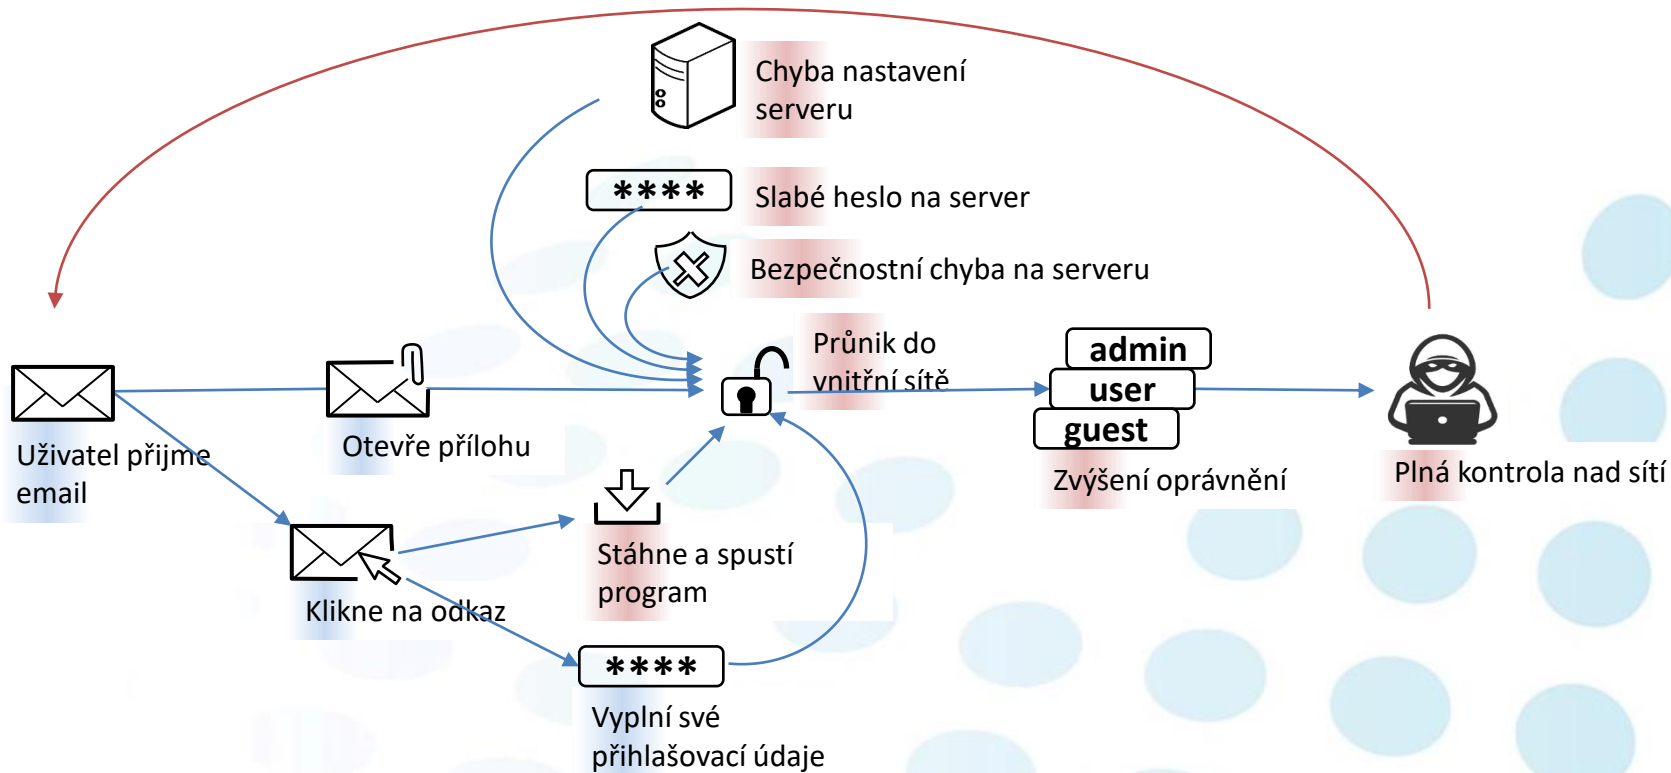 Chyba nastavení
serveru
****
Slabé heslo na server
Bezpečnostní chyba na serveru
Průnik do
vnitřní sítě
admin
user
guest
Uživatel přijme
email
Otevře přílohu
Zvýšení oprávnění
Plná kontrola nad sítí
Klikne na odkaz
Stáhne a spustí
program
****
Vyplní své
přihlašovací údaje